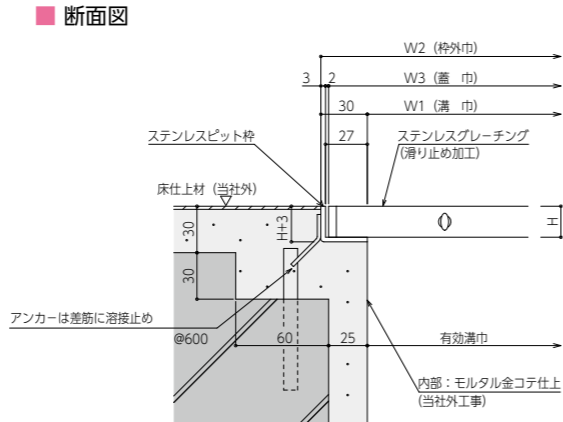 断面図
W2（枠外巾）
3 2 W3（蓋　巾）
30 W1（溝　巾）
27
ステンレスピット枠
ステンレスグレーチング
(滑り止め加工)
床仕上材（当社外）
30
H+3
H
30
アンカーは差筋に溶接止め
@600 60 25 有効溝巾
内部：モルタル金コテ仕上
(当社外工事)